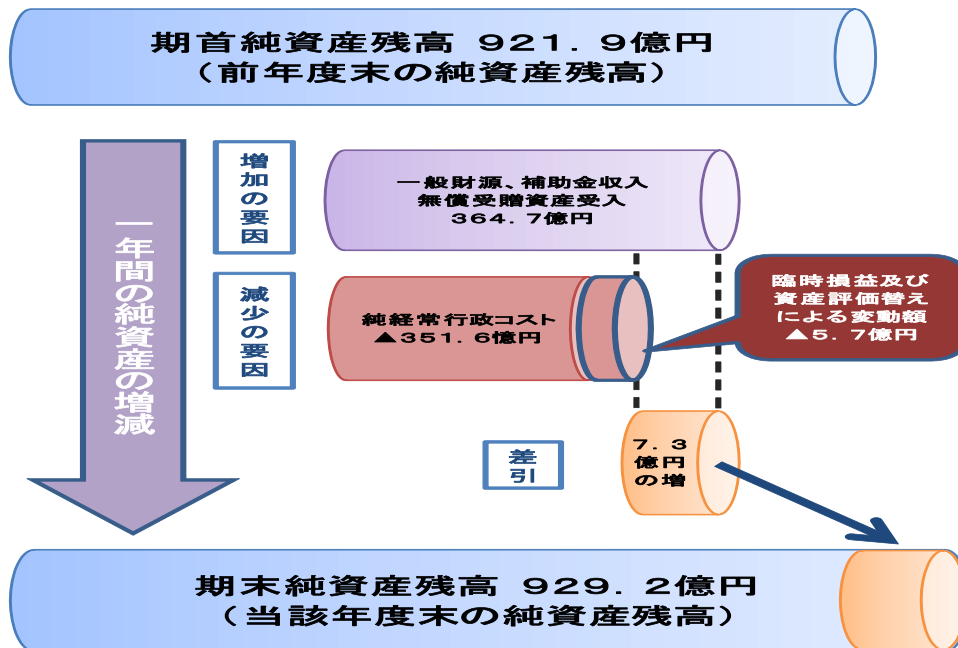 期首純資産残高 921.9億円
（前年度末の純資産残高）
一年間の純資産の増減
増加の要因
一般財源、補助金収入
無償受贈資産受入
364.7億円
減少の要因
純経常行政コスト
▲351.6億円
臨時損益及び
資産評価替え
による変動額
▲5.7億円
差引
7.3
億円
の増
期末純資産残高 929.2億円
（当該年度末の純資産残高）